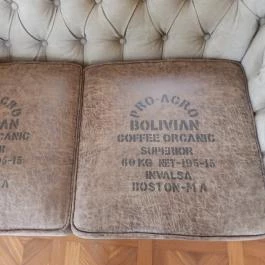 PRO-AGRO
BOLIVIAN
COFFEE ORGANIC
SUPERIOR
60 KG NET-195-15
INVALSA
BOSTON-MA